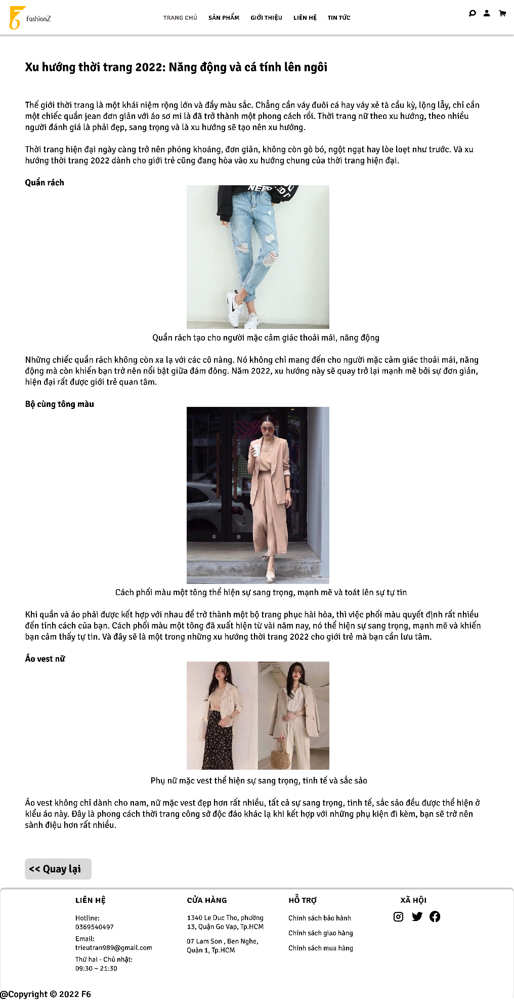 FashionZ
TRANG CHỦ SẢN PHẨM GIỚI THIỆU LIÊN HỆ TIN TỨC
Xu hướng thời trang 2022: Năng động và cá tính lên ngôi
Thế giới thời trang là một khái niệm rộng lớn và đầy màu sắc. Chẳng cần váy đuôi cá hay váy xẻ tà cầu kỳ, lộng lẫy, chỉ cần
một chiếc quần jean đơn giản với áo sơ mi là đã trở thành một phong cách rồi. Thời trang nữ theo xu hướng, theo nhiều
người đánh giá là phải đẹp, sang trọng và là xu hướng sẽ tạo nên xu hướng.
Thời trang hiện đại ngày càng trở nên phóng khoáng, đơn giản, không còn gò bó, ngột ngạt hay lòe loẹt như trước. Và xu
hướng thời trang 2022 dành cho giới trẻ cũng đang hòa vào xu hướng chung của thời trang hiện đại.
Quần rách
Quần rách tạo cho người mặc cảm giác thoải mái, năng động
Những chiếc quần rách không còn xa lạ với các cô nàng. Nó không chỉ mang đến cho người mặc cảm giác thoải mái, năng
động mà còn khiến bạn trở nên nổi bật giữa đám đông. Năm 2022, xu hướng này sẽ quay trở lại mạnh mẽ bởi sự đơn giản,
hiện đại rất được giới trẻ quan tâm.
Bộ cùng tông màu
Cách phối màu một tông thể hiện sự sang trọng, mạnh mẽ và toát lên sự tự tin
Khi quần và áo phải được kết hợp với nhau để trở thành một bộ trang phục hài hòa, thì việc phối màu quyết định rất nhiều
đến tính cách của bạn. Cách phối màu một tông đã xuất hiện từ vài năm nay, nó thể hiện sự sang trọng, mạnh mẽ và khiến
bạn cảm thấy tự tin. Và đây sẽ là một trong những xu hướng thời trang 2022 cho giới trẻ mà bạn cần lưu tâm.
Áo vest nữ
Phụ nữ mặc vest thể hiện sự sang trọng, tinh tế và sắc sảo
Áo vest không chỉ dành cho nam, nữ mặc vest đẹp hơn rất nhiều, tất cả sự sang trọng, tinh tế, sắc sảo đều được thể hiện ở
kiểu áo này. Đây là phong cách thời trang công sở độc đáo khác lạ khi kết hợp với những phụ kiện đi kèm, bạn sẽ trở nên
sành điệu hơn rất nhiều.
<< Quay lại
LIÊN HỆ
Hotline:
0369540497
Email:
trieutran989@gmail.com
Thứ hai - Chủ nhật:
09:30 ~ 21:30
CỬA HÀNG
1340 Le Duc Tho, phường
13, Quận Go Vap, Tp.HCM
07 Lam Son , Ben Nghe,
Quận 1, Tp.HCM
HỖ TRỢ
Chính sách bảo hành
Chính sách giao hàng
Chính sách mua hàng
XÃ HỘI
@Copyright © 2022 F6